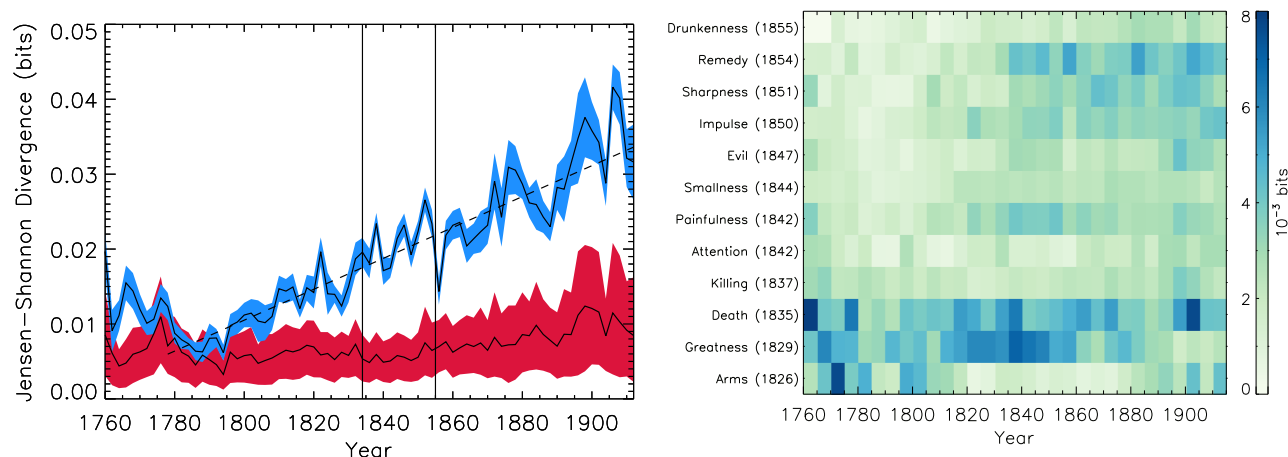 Jensen−Shannon Divergence (bits)
0.05
0.04
0.03
0.02
0.01
0.00
1760 1780 1800 1820 1840 1860 1880 1900
Year
Drunkenness (1855)
Remedy (1854)
Sharpness (1851)
Impulse (1850)
Evil (1847)
Smallness (1844)
Painfulness (1842)
Attention (1842)
Killing (1837)
Death (1835)
Greatness (1829)
Arms (1826)
1760 1780 1800 1820 1840 1860 1880 1900
Year
8
6
4
2
0
10⁻³ bits